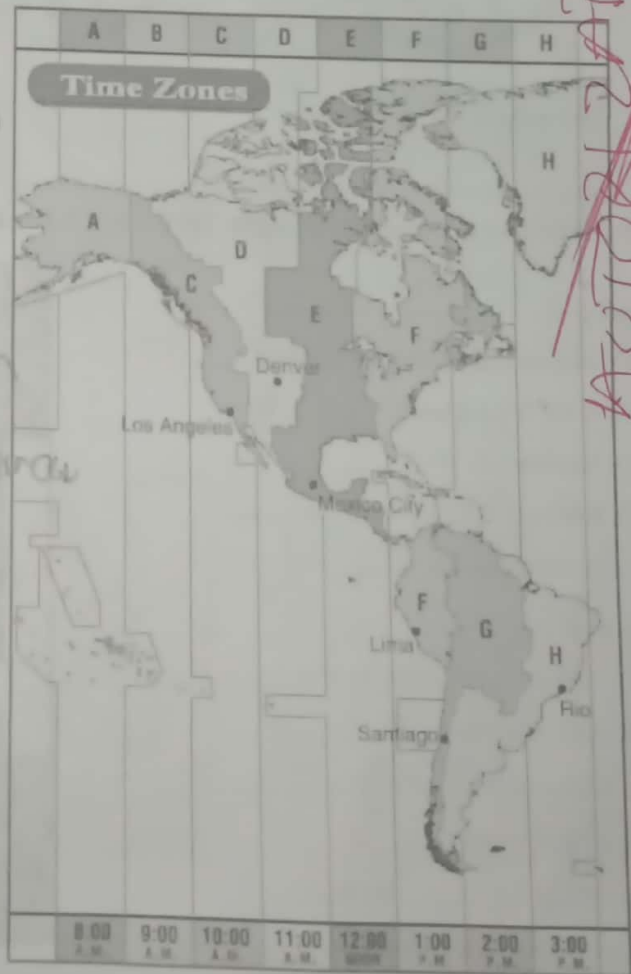 A B C D E F G H
Time Zones
H
A
D
C
E
F
Denver
Los Angeles
Mexico City
F
G
H
Lima
Rio
Santiago
8:00 A.M. 9:00 A.M. 10:00 A.M. 11:00 A.M. 12:00 NOON 1:00 P.M. 2:00 P.M. 3:00 P.M.